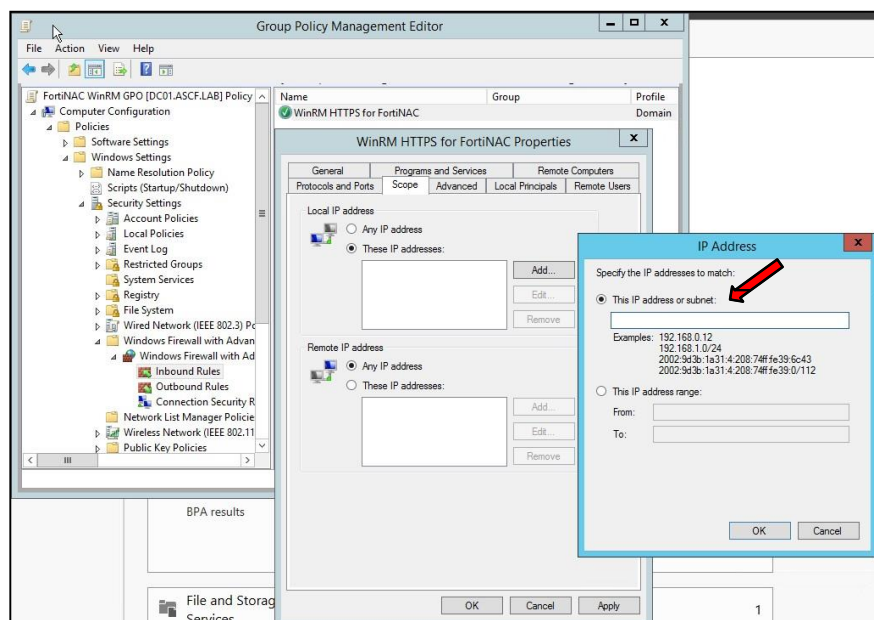 Group Policy Management Editor
File Action View Help
FortiNAC WinRM GPO [DC01.ASCF.LAB] Policy
Computer Configuration
Policies
Software Settings
Windows Settings
Name Resolution Policy
Scripts (Startup/Shutdown)
Security Settings
Account Policies
Local Policies
Event Log
Restricted Groups
System Services
Registry
File System
Wired Network (IEEE 802.3) Pc
Windows Firewall with Advan
Windows Firewall with Ad
Inbound Rules
Outbound Rules
Connection Security R
Network List Manager Policie
Wireless Network (IEEE 802.11
Public Key Policies
Name Group Profile
WinRM HTTPS for FortiNAC Domain
WinRM HTTPS for FortiNAC Properties
General Programs and Services Remote Computers
Protocols and Ports Scope Advanced Local Principals Remote Users
Local IP address
Any IP address
These IP addresses:
Add...
Edit...
Remove
Remote IP address
Any IP address
These IP addresses:
Add...
Edit...
Remove
OK Cancel Apply
IP Address
Specify the IP addresses to match:
This IP address or subnet:
Examples: 192.168.0.12
192.168.1.0/24
2002:9d3b:1a31:4:208:74ff:fe39:6c43
2002:9d3b:1a31:4:208:74ff:fe39:0/112
This IP address range:
From:
To:
OK Cancel
BPA results
File and Storag
Services
1